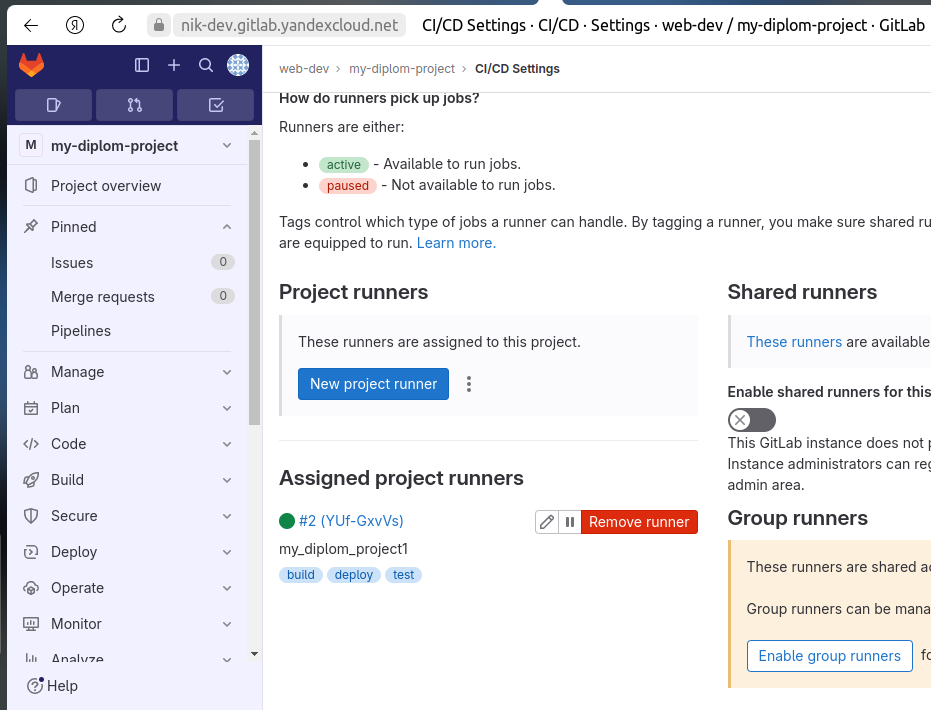 nik-dev.gitlab.yandexcloud.net CI/CD Settings · CI/CD · Settings · web-dev / my-diplom-project · GitLab
web-dev › my-diplom-project › CI/CD Settings
M my-diplom-project
Project overview
Pinned
Issues 0
Merge requests 0
Pipelines
Manage
Plan
Code
Build
Secure
Deploy
Operate
Monitor
Analyze
Help
How do runners pick up jobs?
Runners are either:
• active - Available to run jobs.
• paused - Not available to run jobs.
Tags control which type of jobs a runner can handle. By tagging a runner, you make sure shared ru
are equipped to run. Learn more.
Project runners
These runners are assigned to this project.
New project runner
Assigned project runners
#2 (YUf-GxvVs)
Remove runner
my_diplom_project1
build deploy test
Shared runners
These runners are available
Enable shared runners for this
This GitLab instance does not p
Instance administrators can reg
admin area.
Group runners
These runners are shared ac
Group runners can be mana
Enable group runners fo